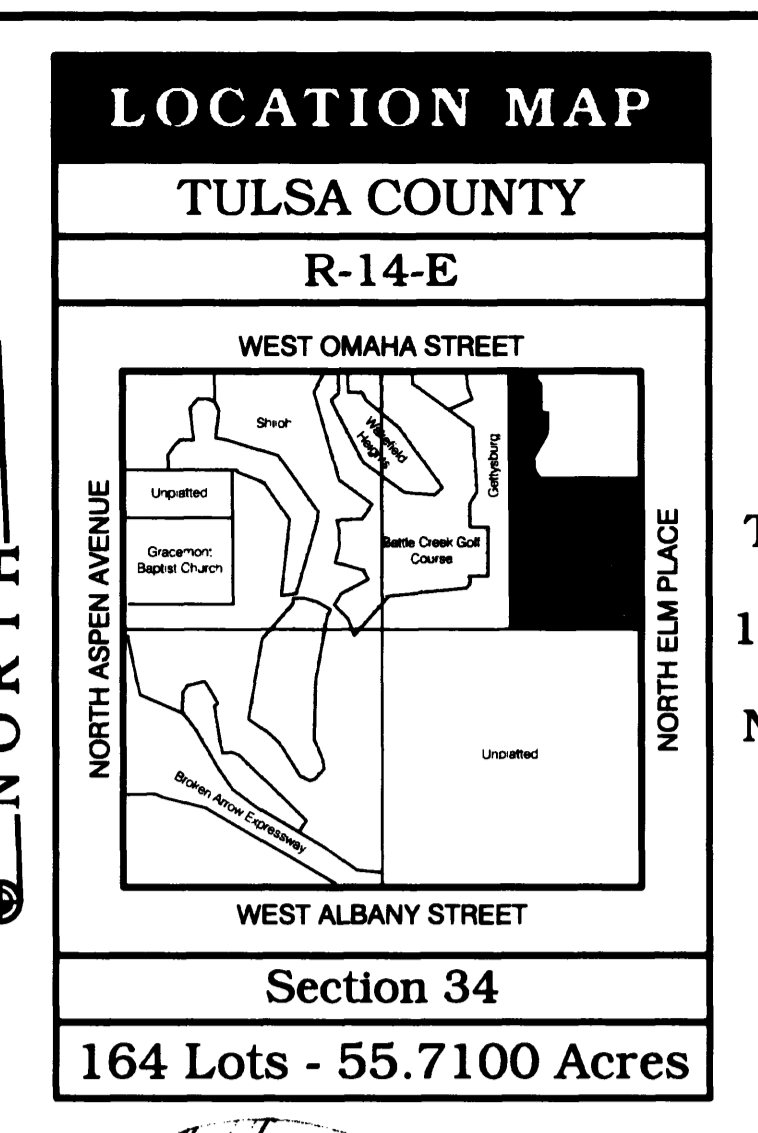 LOCATION MAP
TULSA COUNTY
R-14-E
WEST OMAHA STREET
Shiloh
Wakefield
Heights
Gettysburg
Unplatted
Gracemont
Baptist Church
Battle Creek Golf
Course
NORTH ASPEN AVENUE
NORTH ELM PLACE
Unplatted
Broken Arrow Expressway
WEST ALBANY STREET
Section 34
164 Lots - 55.7100 Acres
NORTH
T
1
N